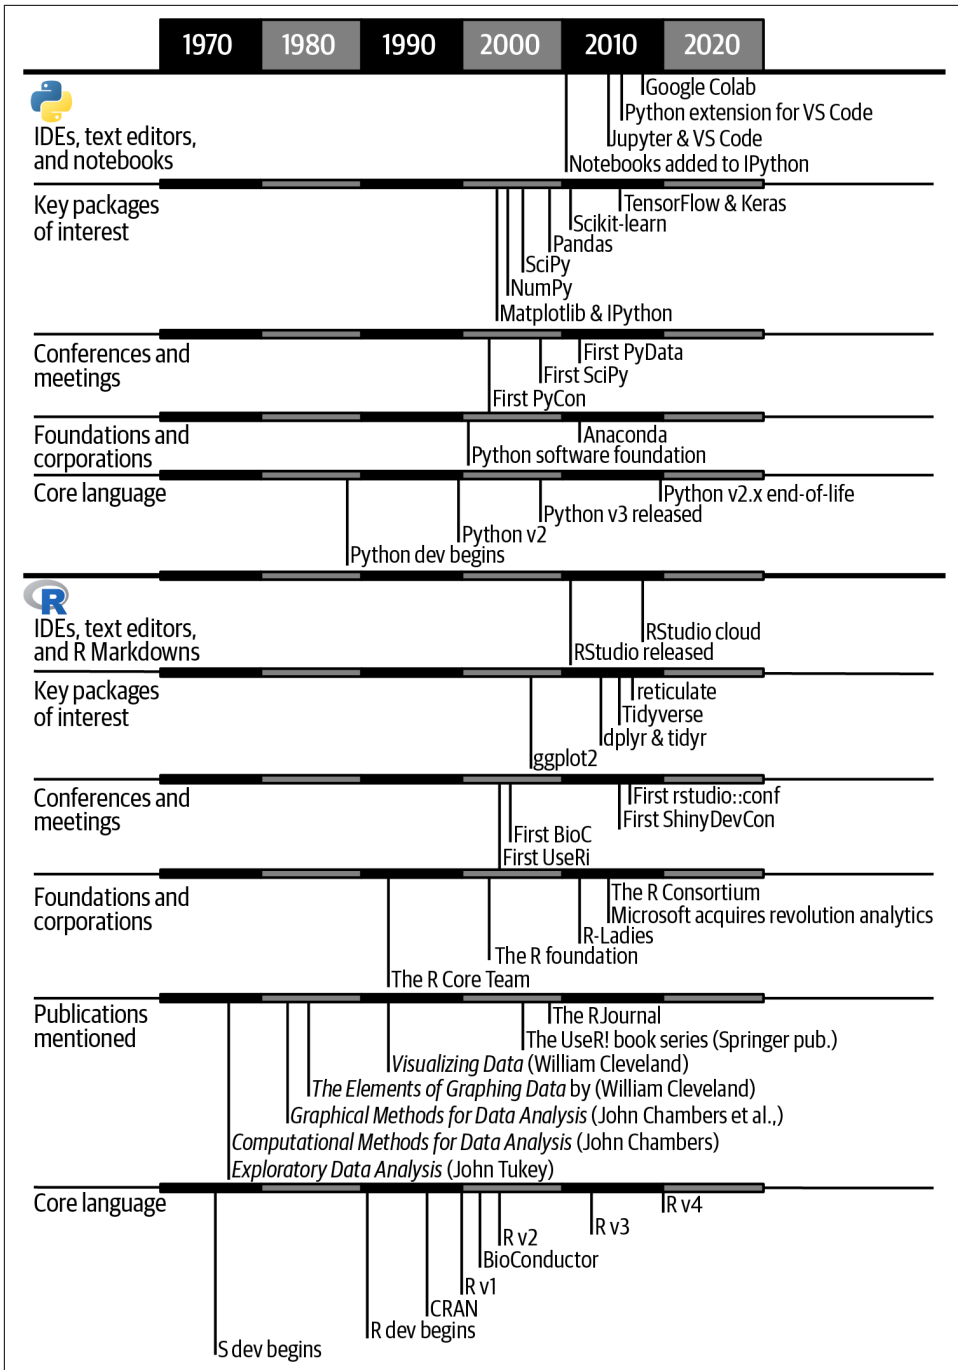 1970 1980 1990 2000 2010 2020
IDEs, text editors,
and notebooks
Google Colab
Python extension for VS Code
Jupyter & VS Code
Notebooks added to IPython
Key packages
of interest
TensorFlow & Keras
Scikit-learn
Pandas
SciPy
NumPy
Matplotlib & IPython
Conferences and
meetings
First PyData
First SciPy
First PyCon
Foundations and
corporations
Anaconda
Python software foundation
Core language
Python v2.x end-of-life
Python v3 released
Python v2
Python dev begins
R
IDEs, text editors,
and R Markdowns
RStudio cloud
RStudio released
Key packages
of interest
reticulate
Tidyverse
dplyr & tidyr
ggplot2
Conferences and
meetings
First rstudio::conf
First ShinyDevCon
First BioC
First UseRi
Foundations and
corporations
The R Consortium
Microsoft acquires revolution analytics
R-Ladies
The R foundation
The R Core Team
Publications
mentioned
The RJournal
The UseR! book series (Springer pub.)
Visualizing Data (William Cleveland)
The Elements of Graphing Data by (William Cleveland)
Graphical Methods for Data Analysis (John Chambers et al.,)
Computational Methods for Data Analysis (John Chambers)
Exploratory Data Analysis (John Tukey)
Core language
R v4
R v3
R v2
BioConductor
R v1
CRAN
R dev begins
S dev begins